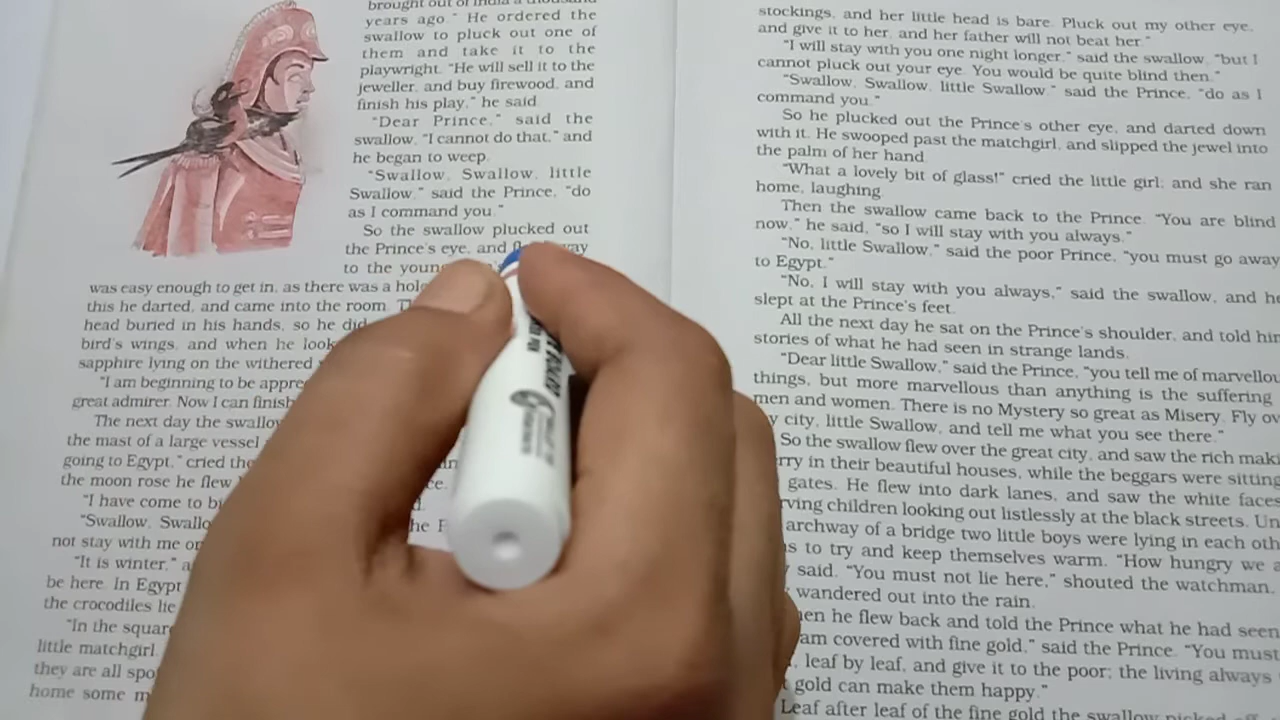 brought out of India a thousand
years ago." He ordered the
swallow to pluck out one of
them and take it to the
playwright. "He will sell it to the
jeweller, and buy firewood, and
finish his play," he said.
"Dear Prince," said the
swallow, "I cannot do that," and
he began to weep.
"Swallow, Swallow, little
Swallow," said the Prince, "do
as I command you."
So the swallow plucked out
the Prince's eye, and
to the
was easy enough to get in, as there was a
this he darted, and came into the room.
head buried in his hands, so he
bird's wings, and when he
sapphire lying on the withered
"I am beginning to be
great admirer. Now I can
The next day the
the mast of a large vessel
going to Egypt," cried
the moon rose he flew
"I have come to
"Swallow,
not stay with me
"It is winter,"
be here. In Egypt
the crocodiles lie
"In the
little matchgirl.
they are all
home some
stockings, and her little head is bare. Pluck out my other eye,
and give it to her, and her father will not beat her."
"I will stay with you one night longer," said the swallow, "but I
cannot pluck out your eye. You would be quite blind then."
"Swallow, Swallow, little Swallow," said the Prince, "do as I
command you."
So he plucked out the Prince's other eye, and darted down
with it. He swooped past the matchgirl, and slipped the jewel into
the palm of her hand.
"What a lovely bit of glass!" cried the little girl, and she ran
home, laughing.
Then the swallow came back to the Prince. "You are blind
now," he said, "so I will stay with you always."
"No, little Swallow," said the poor Prince, "you must go away
to Egypt."
"No, I will stay with you always," said the swallow, and he
slept at the Prince's feet.
All the next day he sat on the Prince's shoulder, and told him
stories of what he had seen in strange lands.
"Dear little Swallow," said the Prince, "you tell me of
things, but more marvellous than anything is the suffering
men and women. There is no Mystery so great as Misery. Fly
city, little Swallow, and tell me what you see there."
So the swallow flew over the great city, and saw the rich
in their beautiful houses, while the beggars were sitting
gates. He flew into dark lanes, and saw the white faces
children looking out listlessly at the black streets.
archway of a bridge two little boys were lying in each
to try and keep themselves warm. "How hungry we
said. "You must not lie here," shouted the watchman,
wandered out into the rain.
he flew back and told the Prince what he had seen.
am covered with fine gold," said the Prince. "You must
leaf by leaf, and give it to the poor; the living always
gold can make them happy."
Leaf after leaf of the fine gold the swallow picked